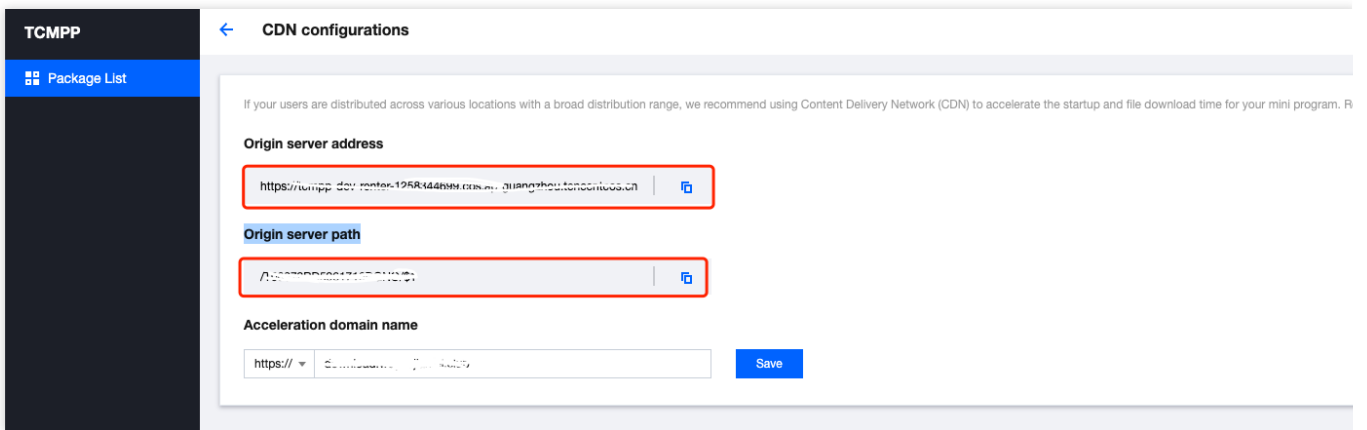 TCMPP
CDN configurations
Package List
If your users are distributed across various locations with a broad distribution range, we recommend using Content Delivery Network (CDN) to accelerate the startup and file download time for your mini program.
Origin server address
Origin server path
Acceleration domain name
https://
Save